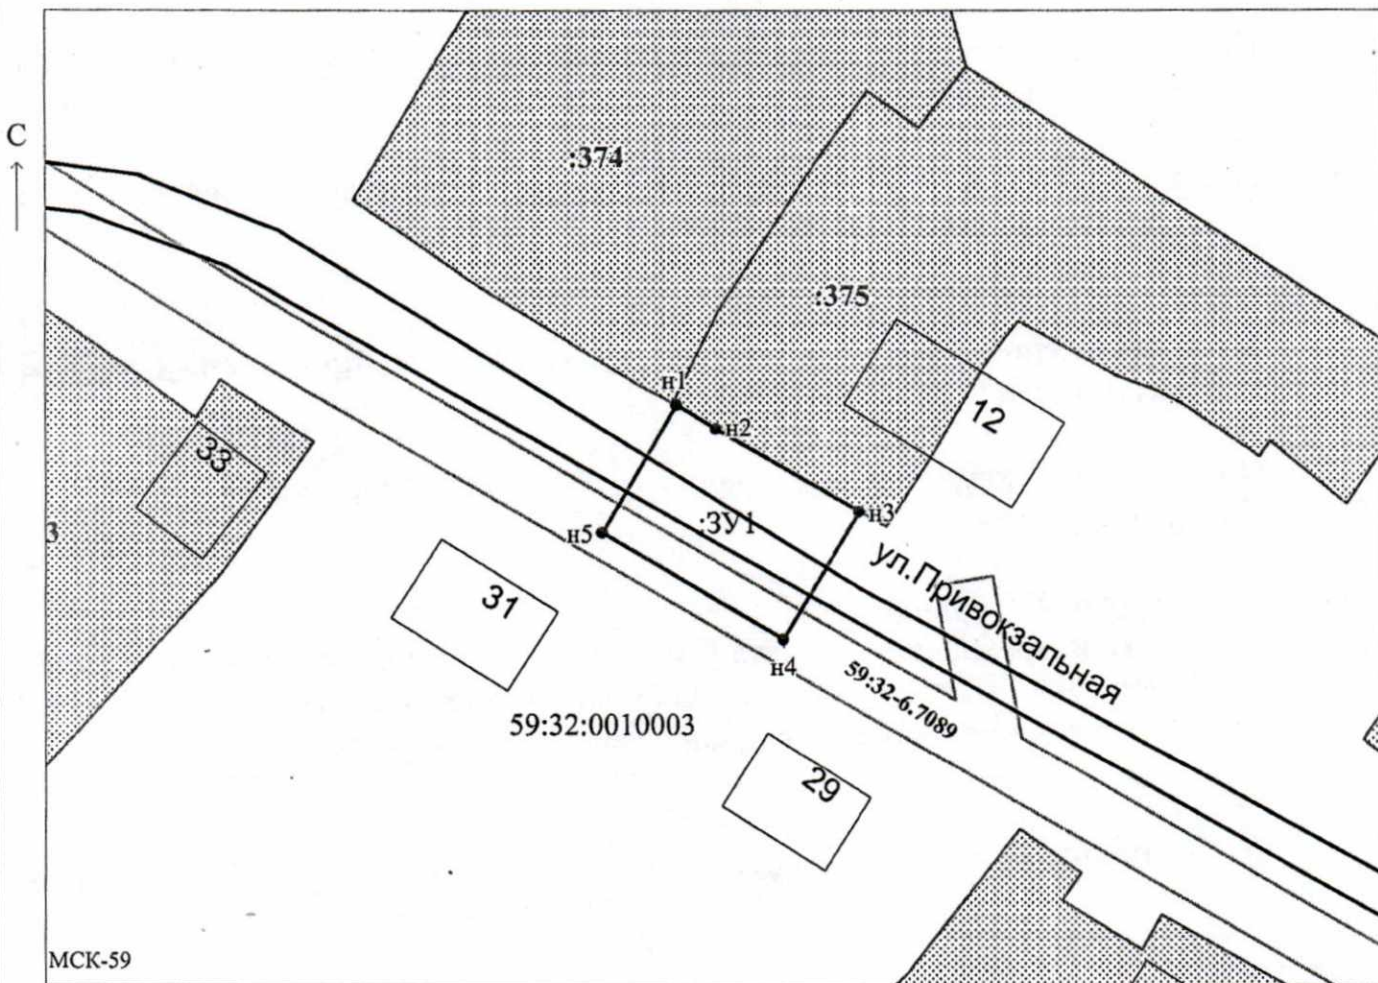 С
:374
:375
н1
н2
12
33
н3
:ЗУ1
н5
3
ул.Привокзальная
31
н4
59:32-6.7089
59:32:0010003
29
МСК-59